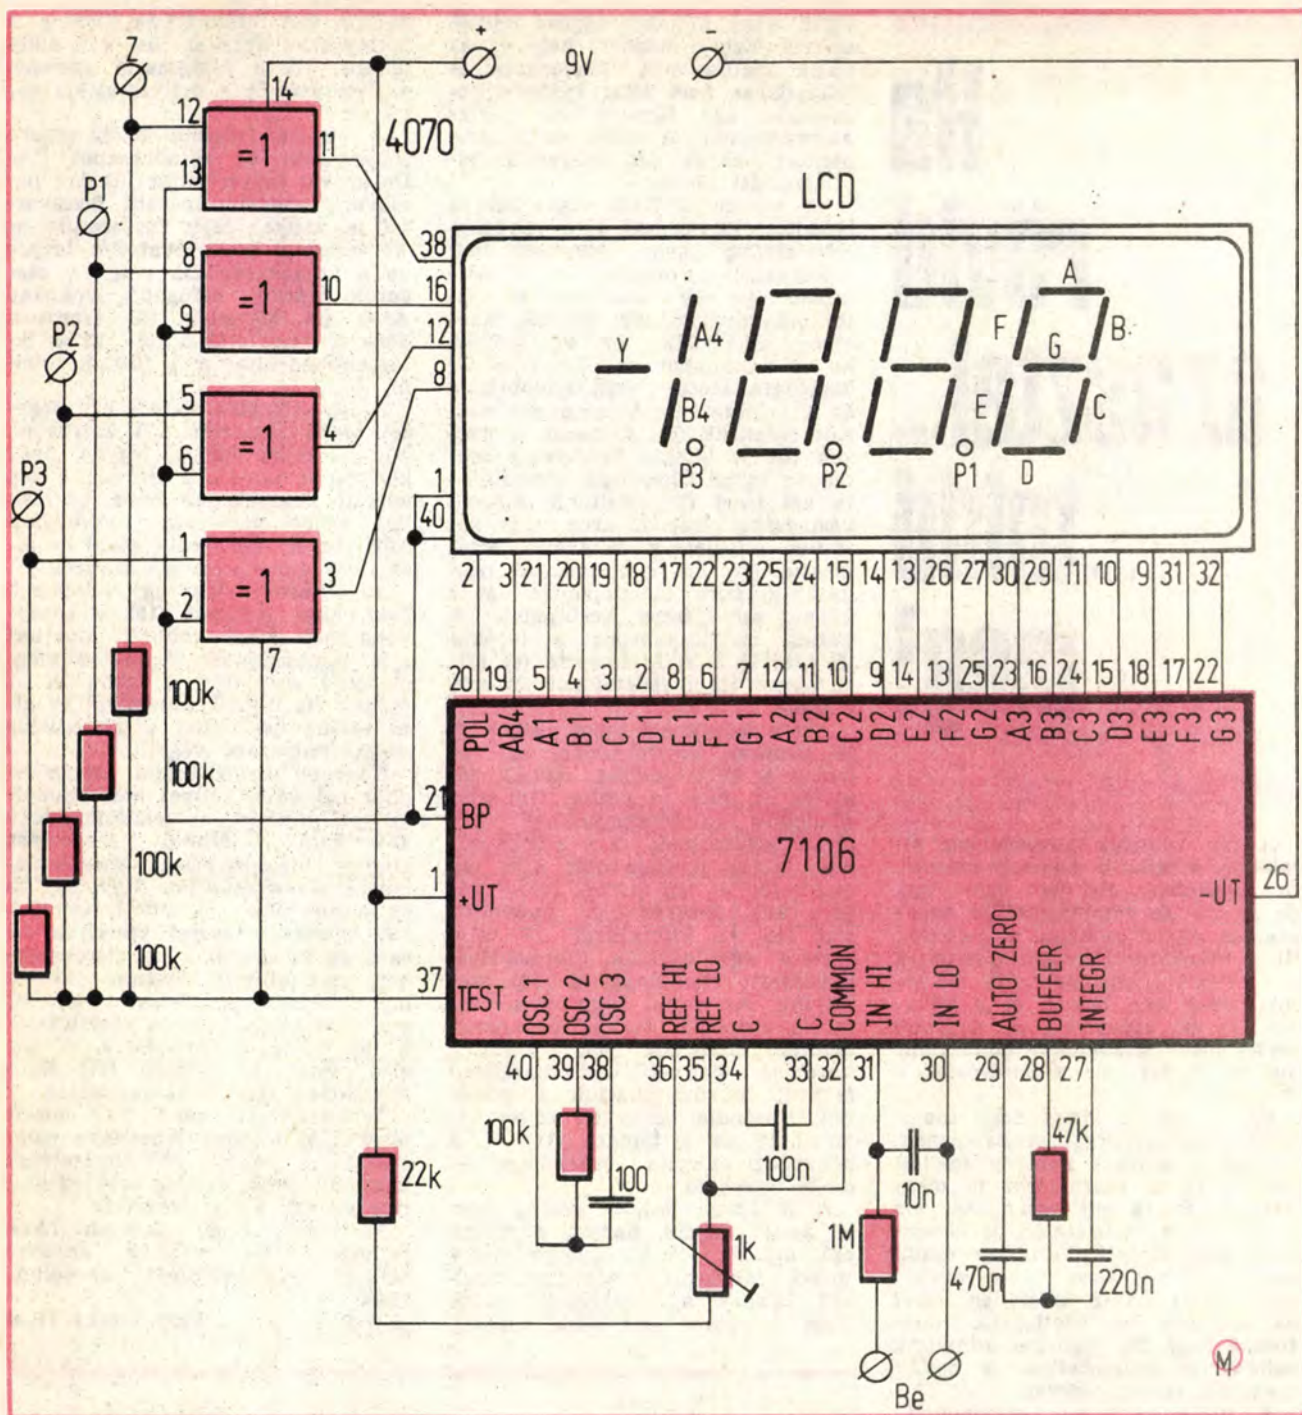 + 9V -
Z
14
12
=1
11
4070
13
LCD
P1
8
=1
10
9
38
16
12
8
P2
5
=1
4
6
P3
1
=1
3
2
7
1
40
Y A4 F A B
G
B4 E C
P3 P2 P1 D
2 3 21 20 19 18 17 22 23 25 24 15 14 13 26 27 30 29 11 10 9 31 32
20 19 5 4 3 2 8 6 7 12 11 10 9 14 13 25 23 16 24 15 18 17 22
POL AB4 A1 B1 C1 D1 E1 F1 G1 A2 B2 C2 D2 E2 F2 G2 A3 B3 C3 D3 E3 F3 G3
100k
100k
100k
100k
21 BP
7106
1 +UT
-UT 26
37 TEST
OSC 1 OSC 2 OSC 3 REF HI REF LO C C COMMON IN HI IN LO AUTO ZERO BUFFER INTEGR
40 39 38 36 35 34 33 32 31 30 29 28 27
100k
22k
100
100n
10n
47k
1k
1M
470n
220n
Be
M